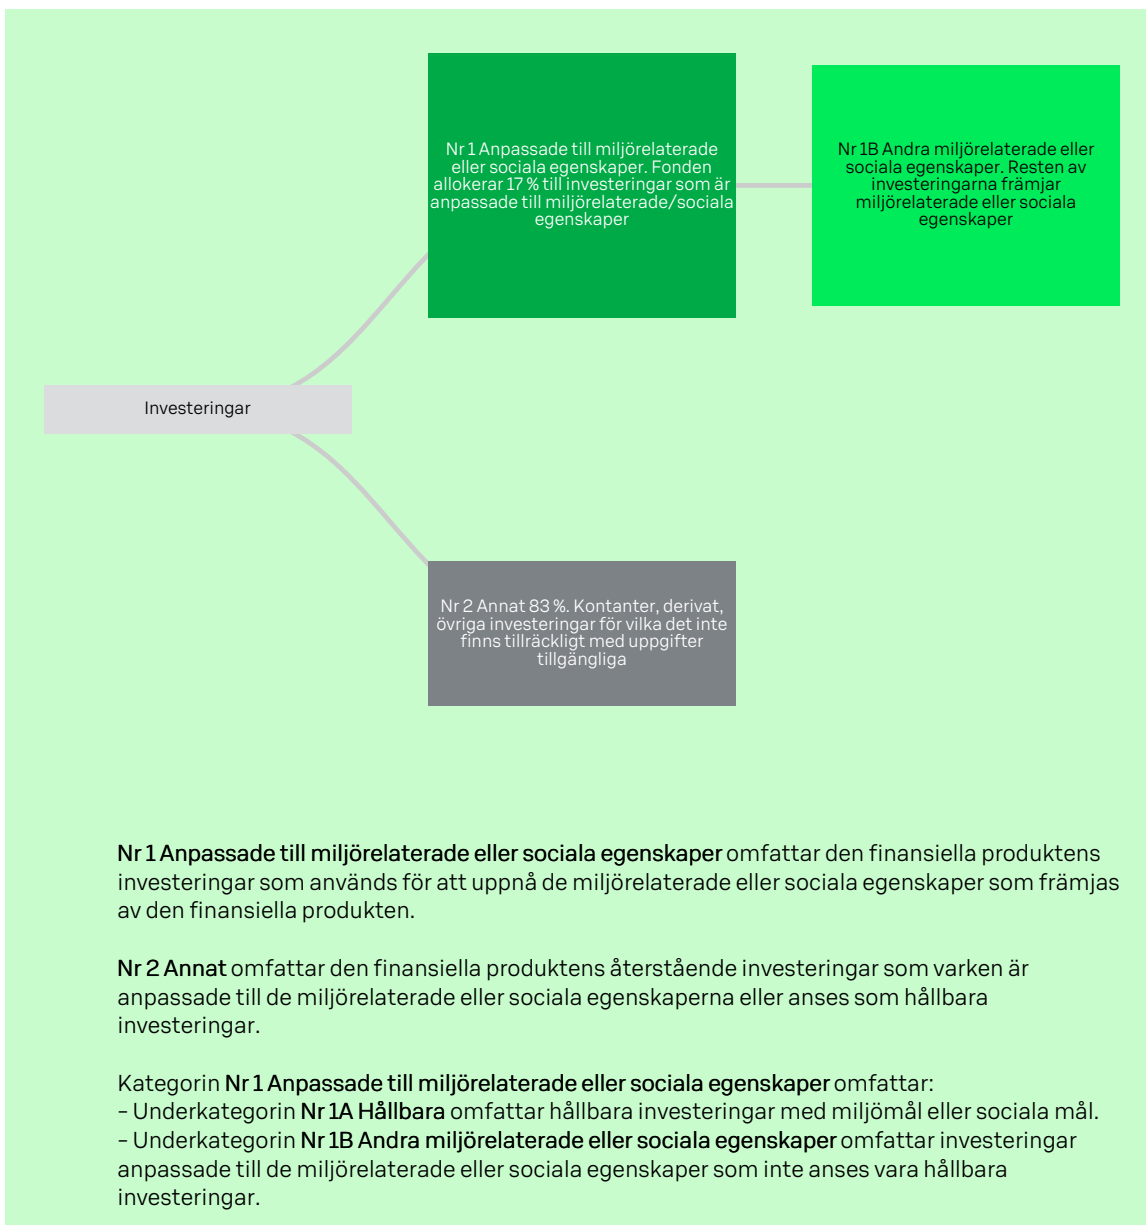 Nr 1 Anpassade till miljörelaterade
eller sociala egenskaper. Fonden
allokerar 17 % till investeringar som är
anpassade till miljörelaterade/sociala
egenskaper
Nr 1B Andra miljörelaterade eller
sociala egenskaper. Resten av
investeringarna främjar
miljörelaterade eller sociala
egenskaper
Investeringar
Nr 2 Annat 83 %. Kontanter, derivat,
övriga investeringar för vilka det inte
finns tillräckligt med uppgifter
tillgängliga
Nr 1 Anpassade till miljörelaterade eller sociala egenskaper omfattar den finansiella produktens
investeringar som används för att uppnå de miljörelaterade eller sociala egenskaper som främjas
av den finansiella produkten.
Nr 2 Annat omfattar den finansiella produktens återstående investeringar som varken är
anpassade till de miljörelaterade eller sociala egenskaperna eller anses som hållbara
investeringar.
Kategorin Nr 1 Anpassade till miljörelaterade eller sociala egenskaper omfattar:
- Underkategorin Nr 1A Hållbara omfattar hållbara investeringar med miljömål eller sociala mål.
- Underkategorin Nr 1B Andra miljörelaterade eller sociala egenskaper omfattar investeringar
anpassade till de miljörelaterade eller sociala egenskaper som inte anses vara hållbara
investeringar.